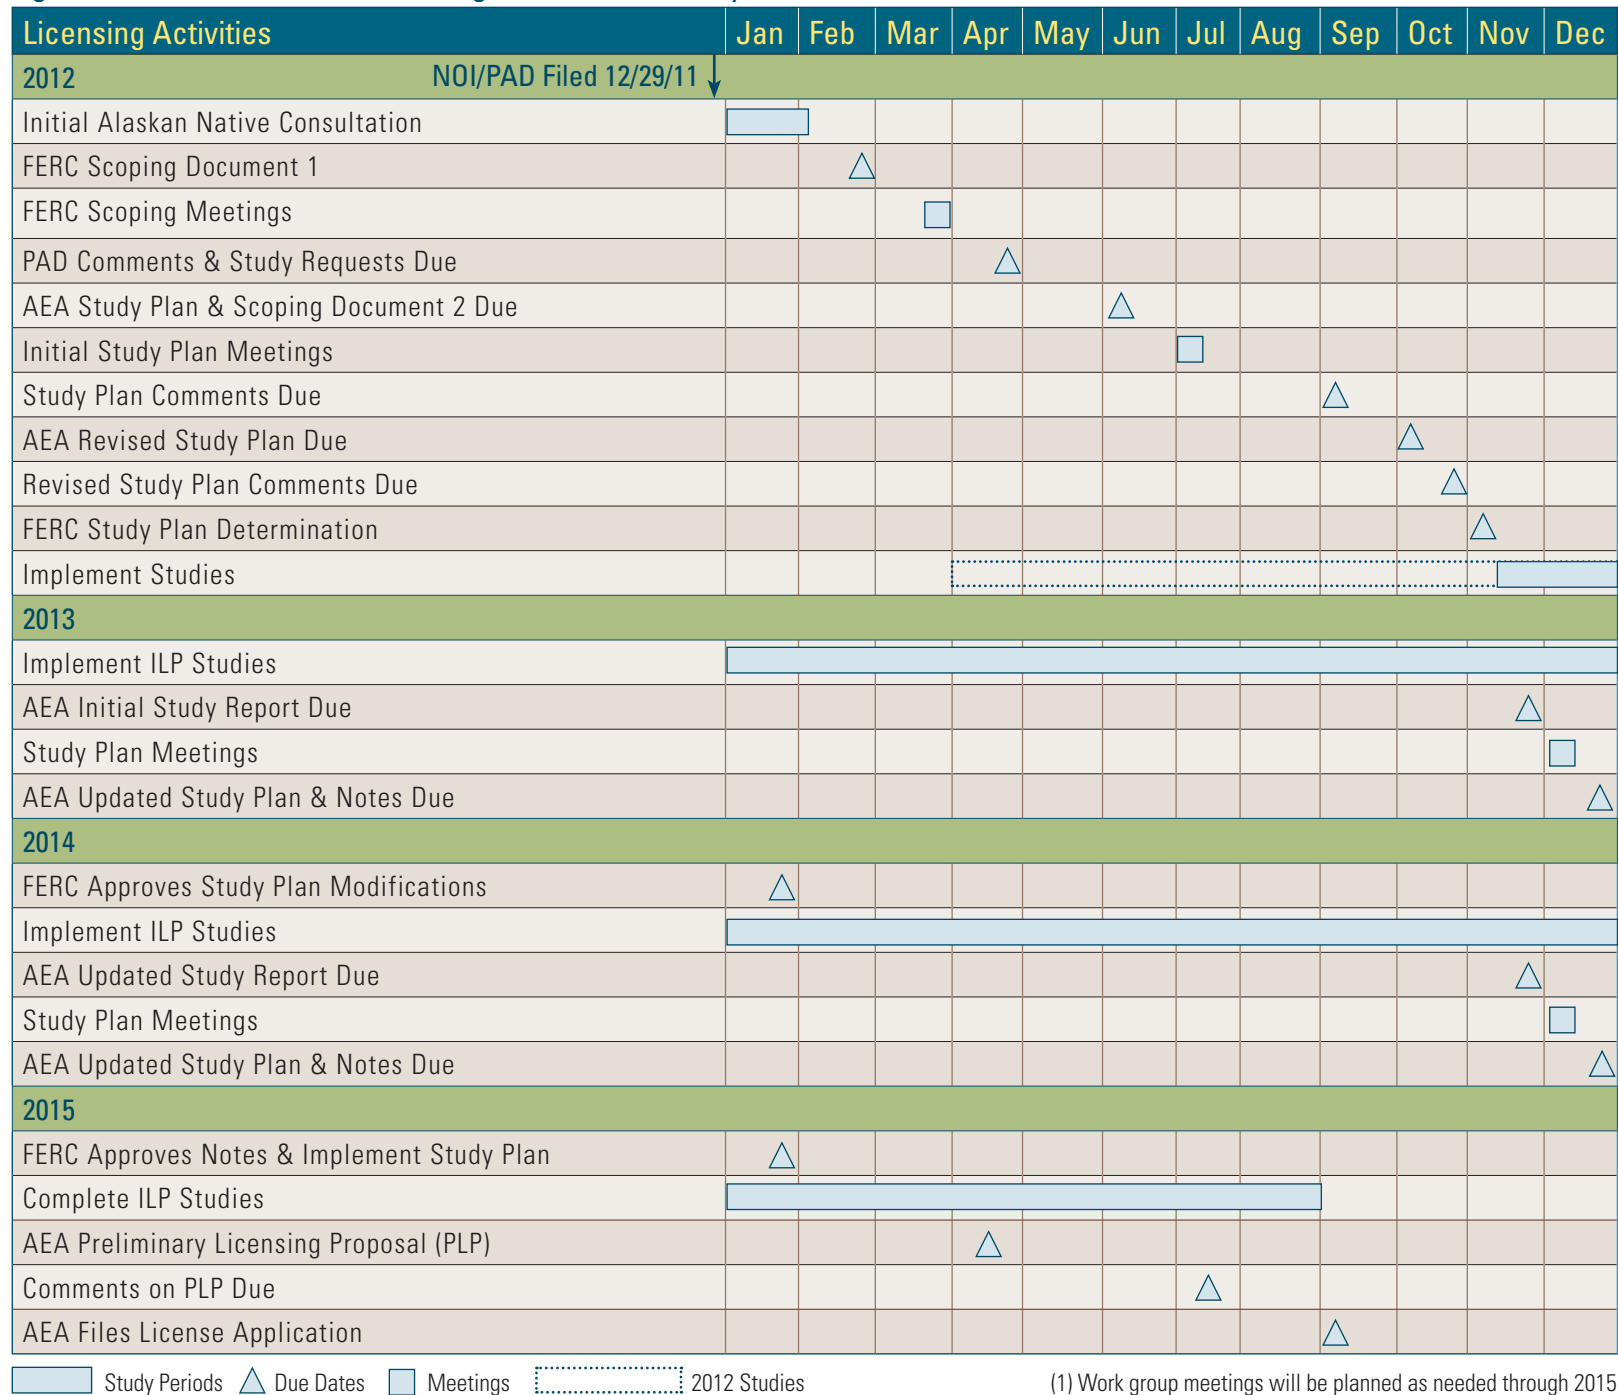 Licensing Activities Jan Feb Mar Apr May Jun Jul Aug Sep Oct Nov Dec
2012 NOI/PAD Filed 12/29/11
Initial Alaskan Native Consultation
FERC Scoping Document 1
FERC Scoping Meetings
PAD Comments & Study Requests Due
AEA Study Plan & Scoping Document 2 Due
Initial Study Plan Meetings
Study Plan Comments Due
AEA Revised Study Plan Due
Revised Study Plan Comments Due
FERC Study Plan Determination
Implement Studies
2013
Implement ILP Studies
AEA Initial Study Report Due
Study Plan Meetings
AEA Updated Study Plan & Notes Due
2014
FERC Approves Study Plan Modifications
Implement ILP Studies
AEA Updated Study Report Due
Study Plan Meetings
AEA Updated Study Plan & Notes Due
2015
FERC Approves Notes & Implement Study Plan
Complete ILP Studies
AEA Preliminary Licensing Proposal (PLP)
Comments on PLP Due
AEA Files License Application
Study Periods Due Dates Meetings 2012 Studies (1) Work group meetings will be planned as needed through 2015